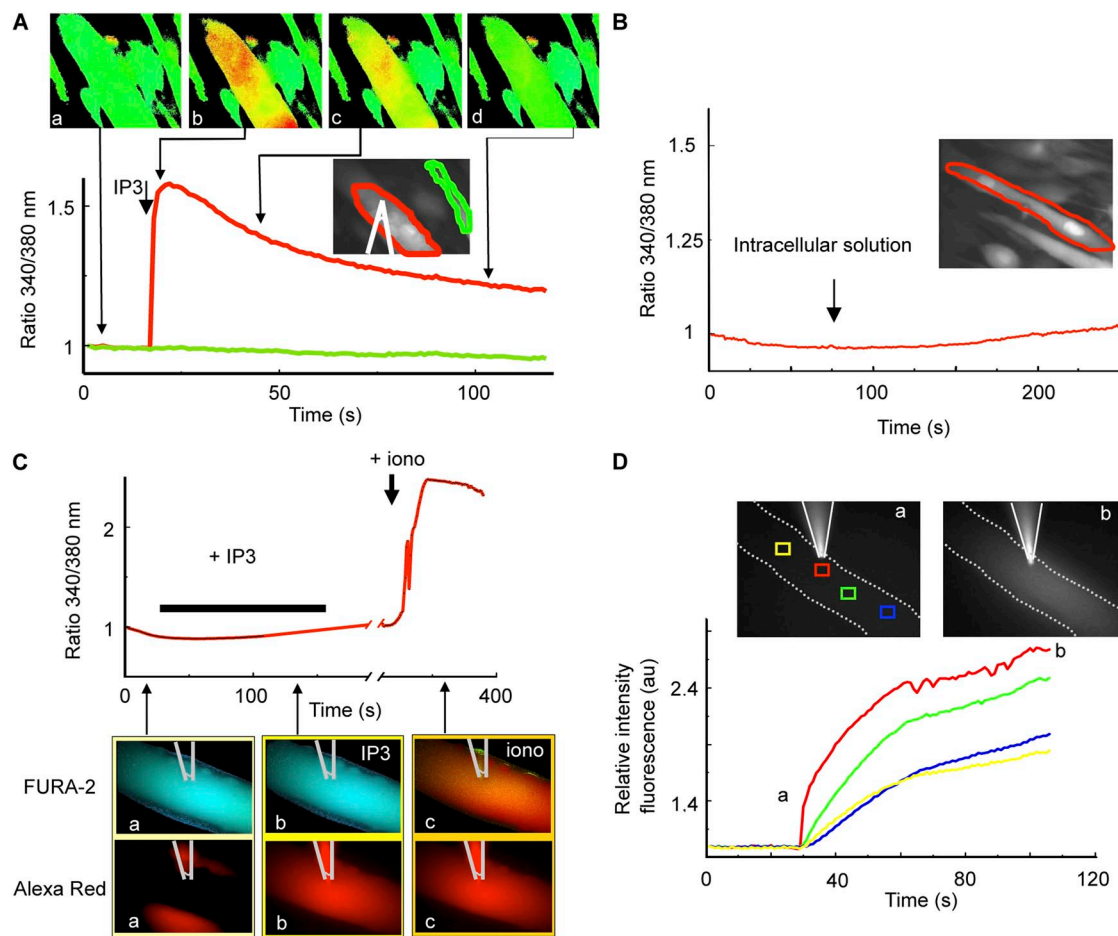 A
a
b
c
d
IP3
1.5
1
Ratio 340/380 nm
0
50
100
Time (s)
B
1.5
1.25
1
Ratio 340/380 nm
Intracellular solution
0
100
200
Time (s)
C
+ iono
2
1
Ratio 340/380 nm
+ IP3
0
100
400
Time (s)
FURA-2
a
IP3
b
iono
c
Alexa Red
a
b
c
D
a
b
2.4
1.4
Relative intensity
fluorescence (au)
a
b
0
40
80
120
Time (s)